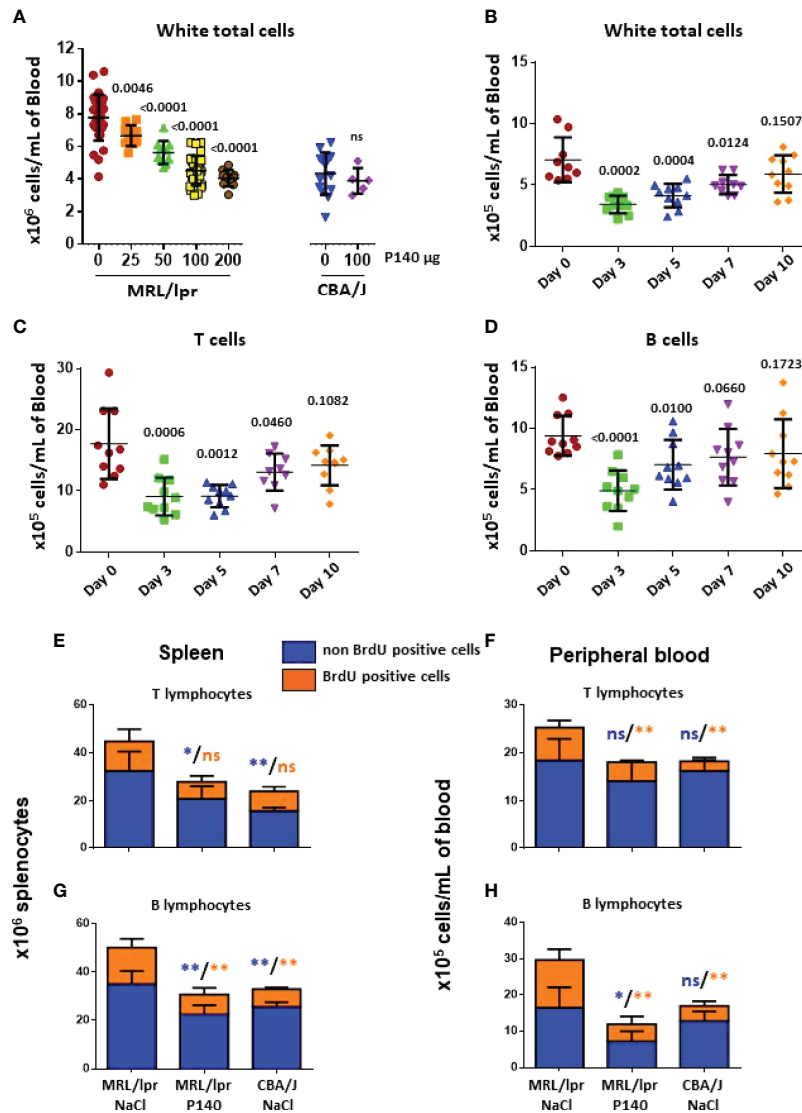 A
White total cells
x10⁶ cells/mL of Blood
12
10
8
6
4
2
0
0.0046
<0.0001
<0.0001
<0.0001
ns
0 25 50 100 200
0 100 P140 µg
MRL/lpr
CBA/J
B
White total cells
x10⁵ cells/mL of Blood
15
10
5
0
0.0002
0.0004
0.0124
0.1507
Day 0 Day 3 Day 5 Day 7 Day 10
C
T cells
x10⁵ cells/mL of Blood
30
20
10
0
0.0006
0.0012
0.0460
0.1082
Day 0 Day 3 Day 5 Day 7 Day 10
D
B cells
x10⁵ cells/mL of Blood
15
10
5
0
<0.0001
0.0100
0.0660
0.1723
Day 0 Day 3 Day 5 Day 7 Day 10
non BrdU positive cells
BrdU positive cells
E
Spleen
T lymphocytes
60
40
20
0
*/ns
**/ns
F
Peripheral blood
T lymphocytes
30
20
10
0
ns/**
ns/**
x10⁶ splenocytes
G
B lymphocytes
60
40
20
0
**/**
**/**
MRL/lpr MRL/lpr CBA/J
NaCl P140 NaCl
x10⁵ cells/mL of blood
H
B lymphocytes
40
30
20
10
0
*/**
ns/**
MRL/lpr MRL/lpr CBA/J
NaCl P140 NaCl